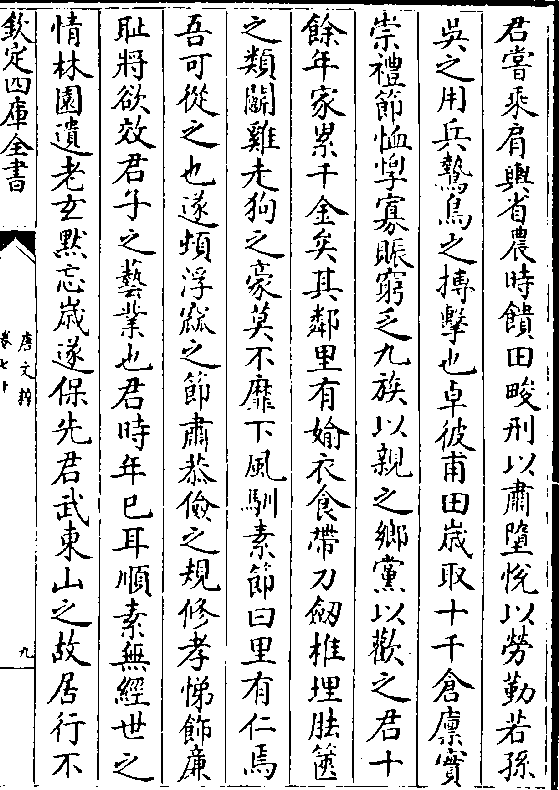 君嘗乘肩輿省農時饋田畯刑以肅墮悅以勞勤若孫
吳之用兵鷙鳥之搏擊也卓彼甫田嵗取十千倉廪實
崇禮節恤惸寡賑窮乏九族以親之鄉黨以歡之君十
餘年家累千金矣其鄰里有媮衣食帶刀劔椎埋胠篋
之類鬭雞走狗之豪莫不靡下風馴素節曰里有仁焉
吾可從之也遂頓浮窳之節肅恭儉之規修孝悌飾廉
恥將欲效君子之藝業也君時年已耳順素無經世之
情林園遺老玄黙忘嵗遂保先君武東山之故居行不
欽定四庫全書
唐文粹
卷七十
九